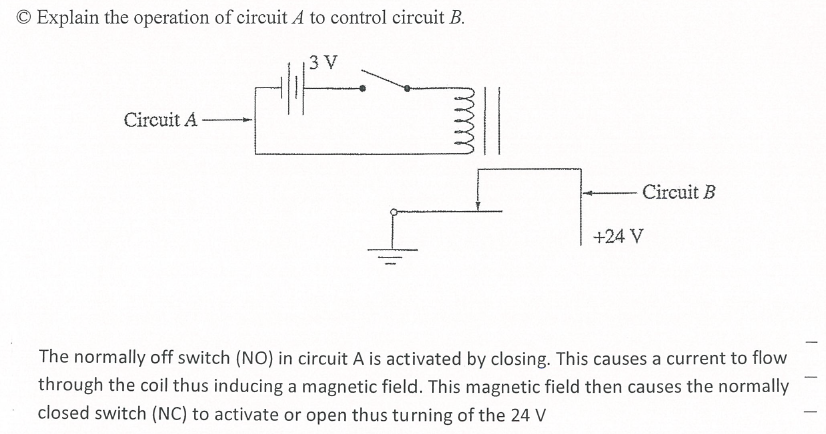 © Explain the operation of circuit A to control circuit B.
3 V
Circuit A
Circuit B
+24 V
The normally off switch (NO) in circuit A is activated by closing. This causes a current to flow
through the coil thus inducing a magnetic field. This magnetic field then causes the normally
closed switch (NC) to activate or open thus turning of the 24 V